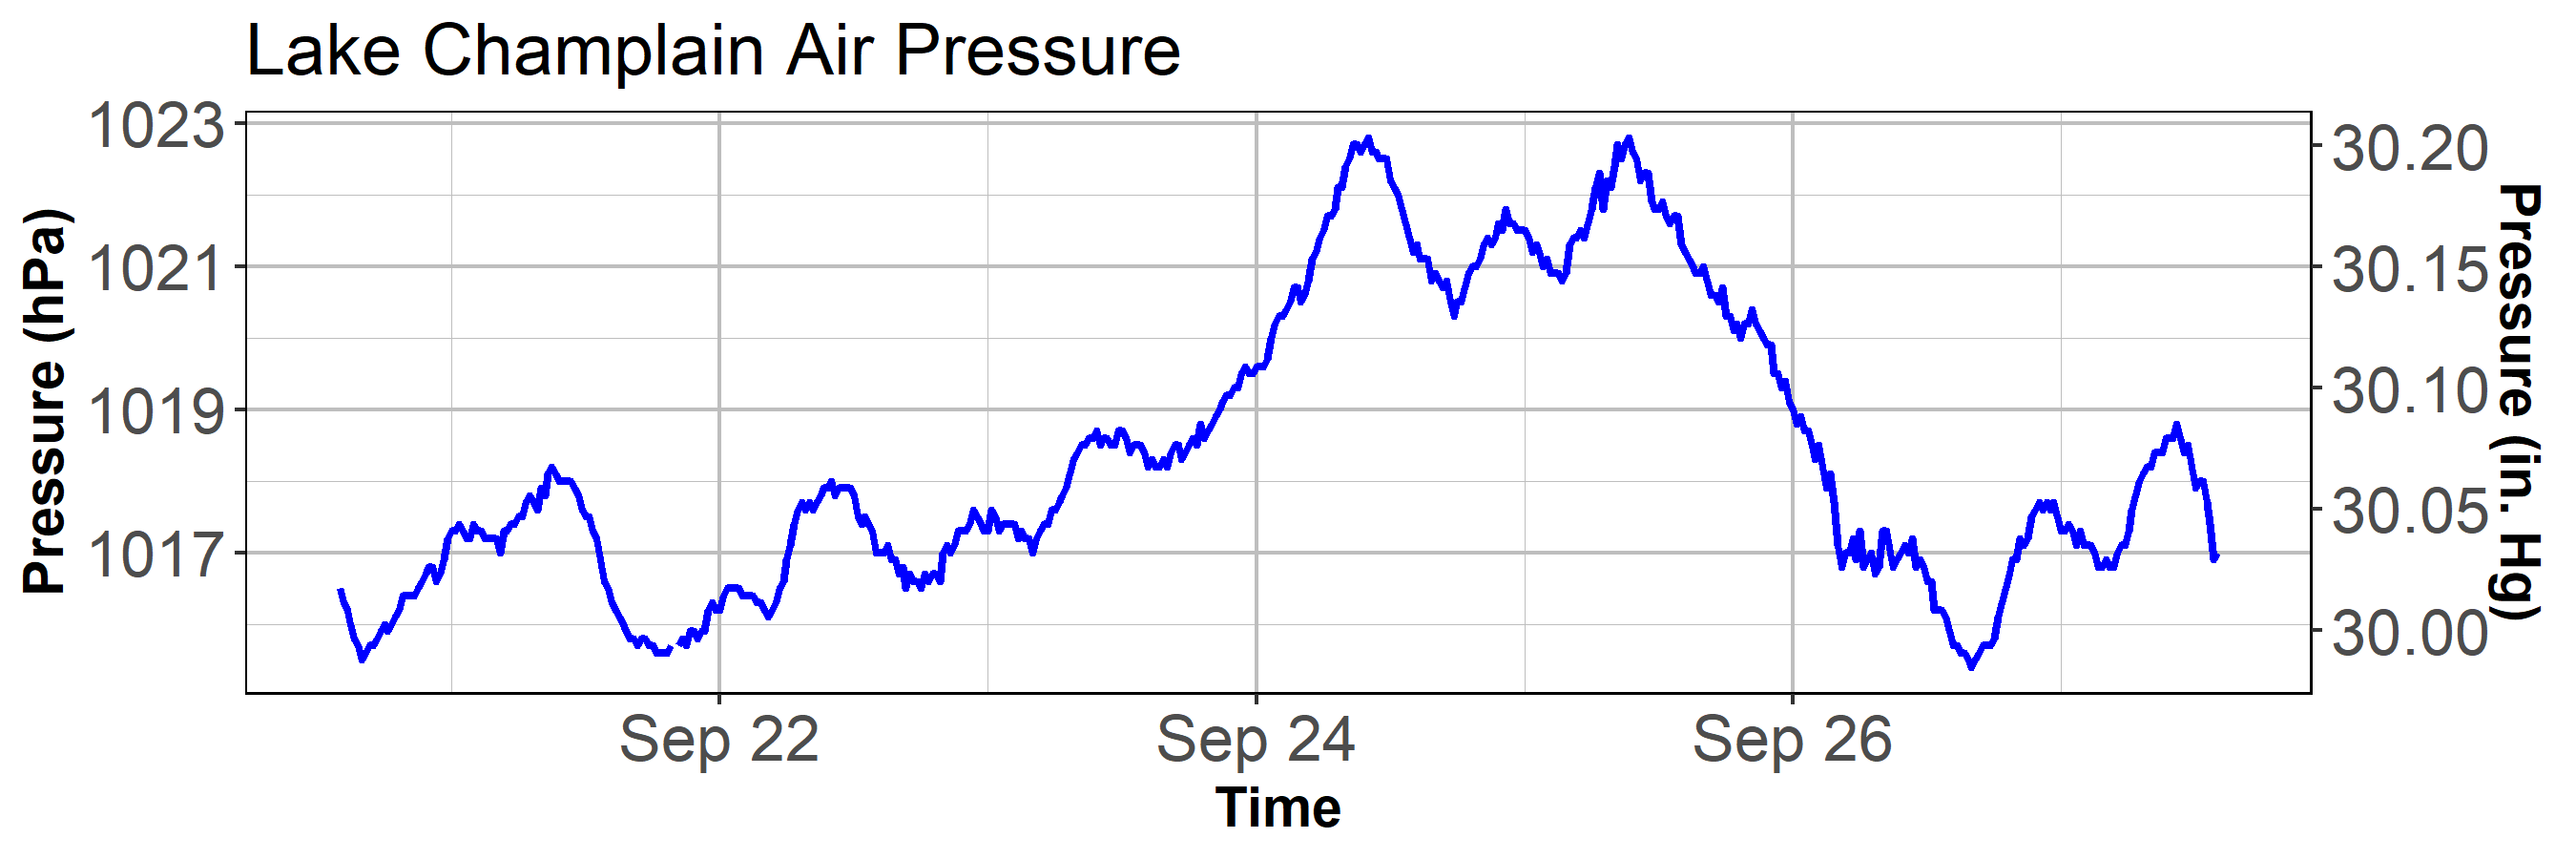 Lake Champlain Air Pressure
1023
1021
1019
1017
Pressure (hPa)
30.20
30.15
30.10
30.05
30.00
Pressure (in. Hg)
Sep 22
Sep 24
Sep 26
Time